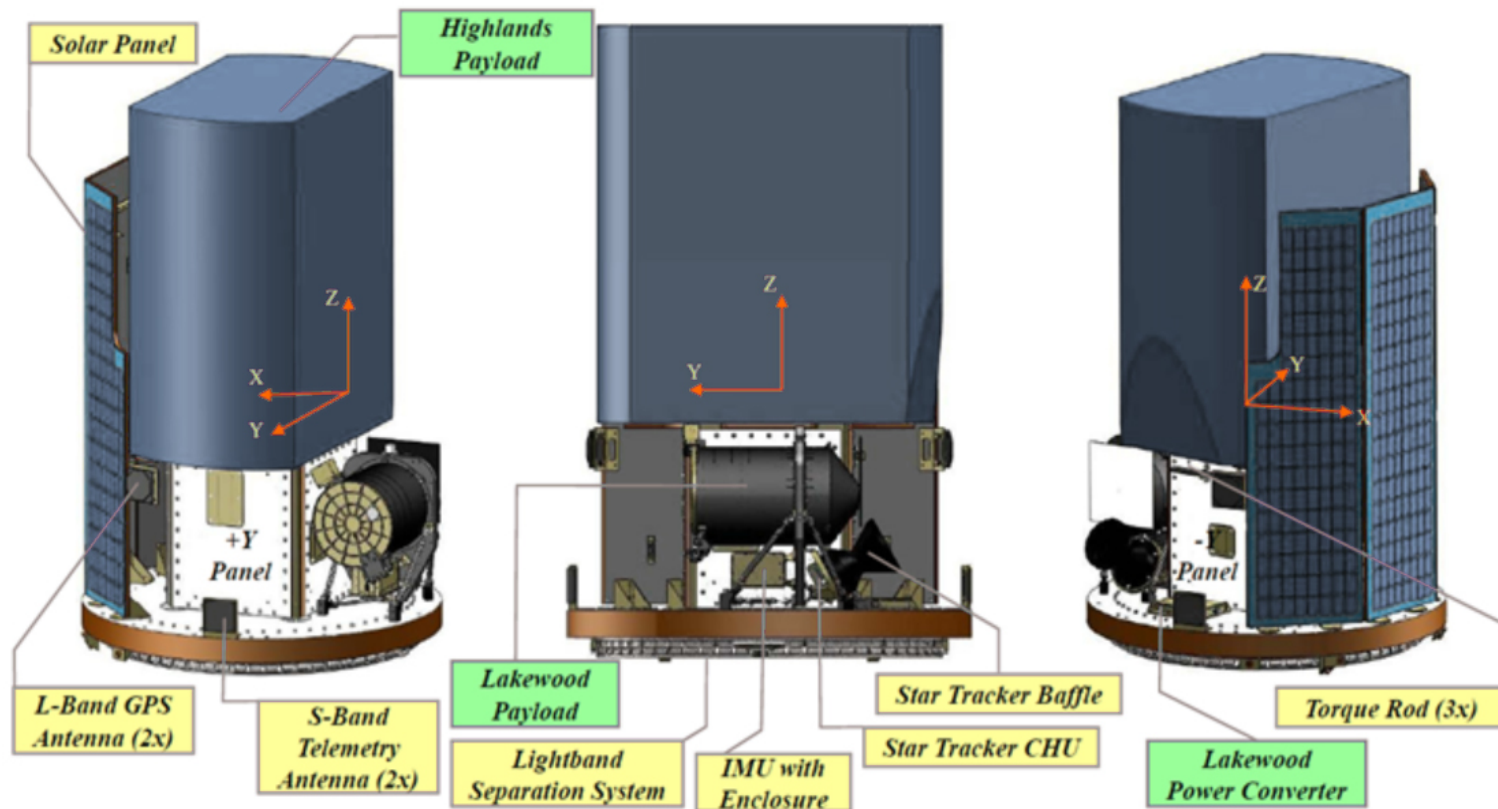 Solar Panel
Highlands
Payload
Z
X
Y
+Y
Panel
L-Band GPS
Antenna (2x)
S-Band
Telemetry
Antenna (2x)
Z
Y
Lakewood
Payload
Lightband
Separation System
IMU with
Enclosure
Star Tracker Baffle
Star Tracker CHU
Z
Y
X
-Y
Panel
Torque Rod (3x)
Lakewood
Power Converter